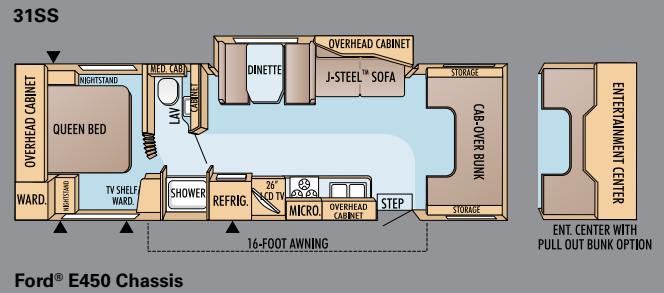 31SS
OVERHEAD CABINET
NIGHTSTAND
QUEEN BED
WARD.
NIGHTSTAND
TV SHELF
WARD.
MED. CAB.
LAV
CABINET
SHOWER
DINETTE
OVERHEAD CABINET
J-STEEL™ SOFA
REFRIG.
26"
LCD TV
MICRO.
OVERHEAD
CABINET
STEP
STORAGE
CAB-OVER BUNK
STORAGE
16-FOOT AWNING
ENTERTAINMENT CENTER
ENT. CENTER WITH
PULL OUT BUNK OPTION
Ford® E450 Chassis